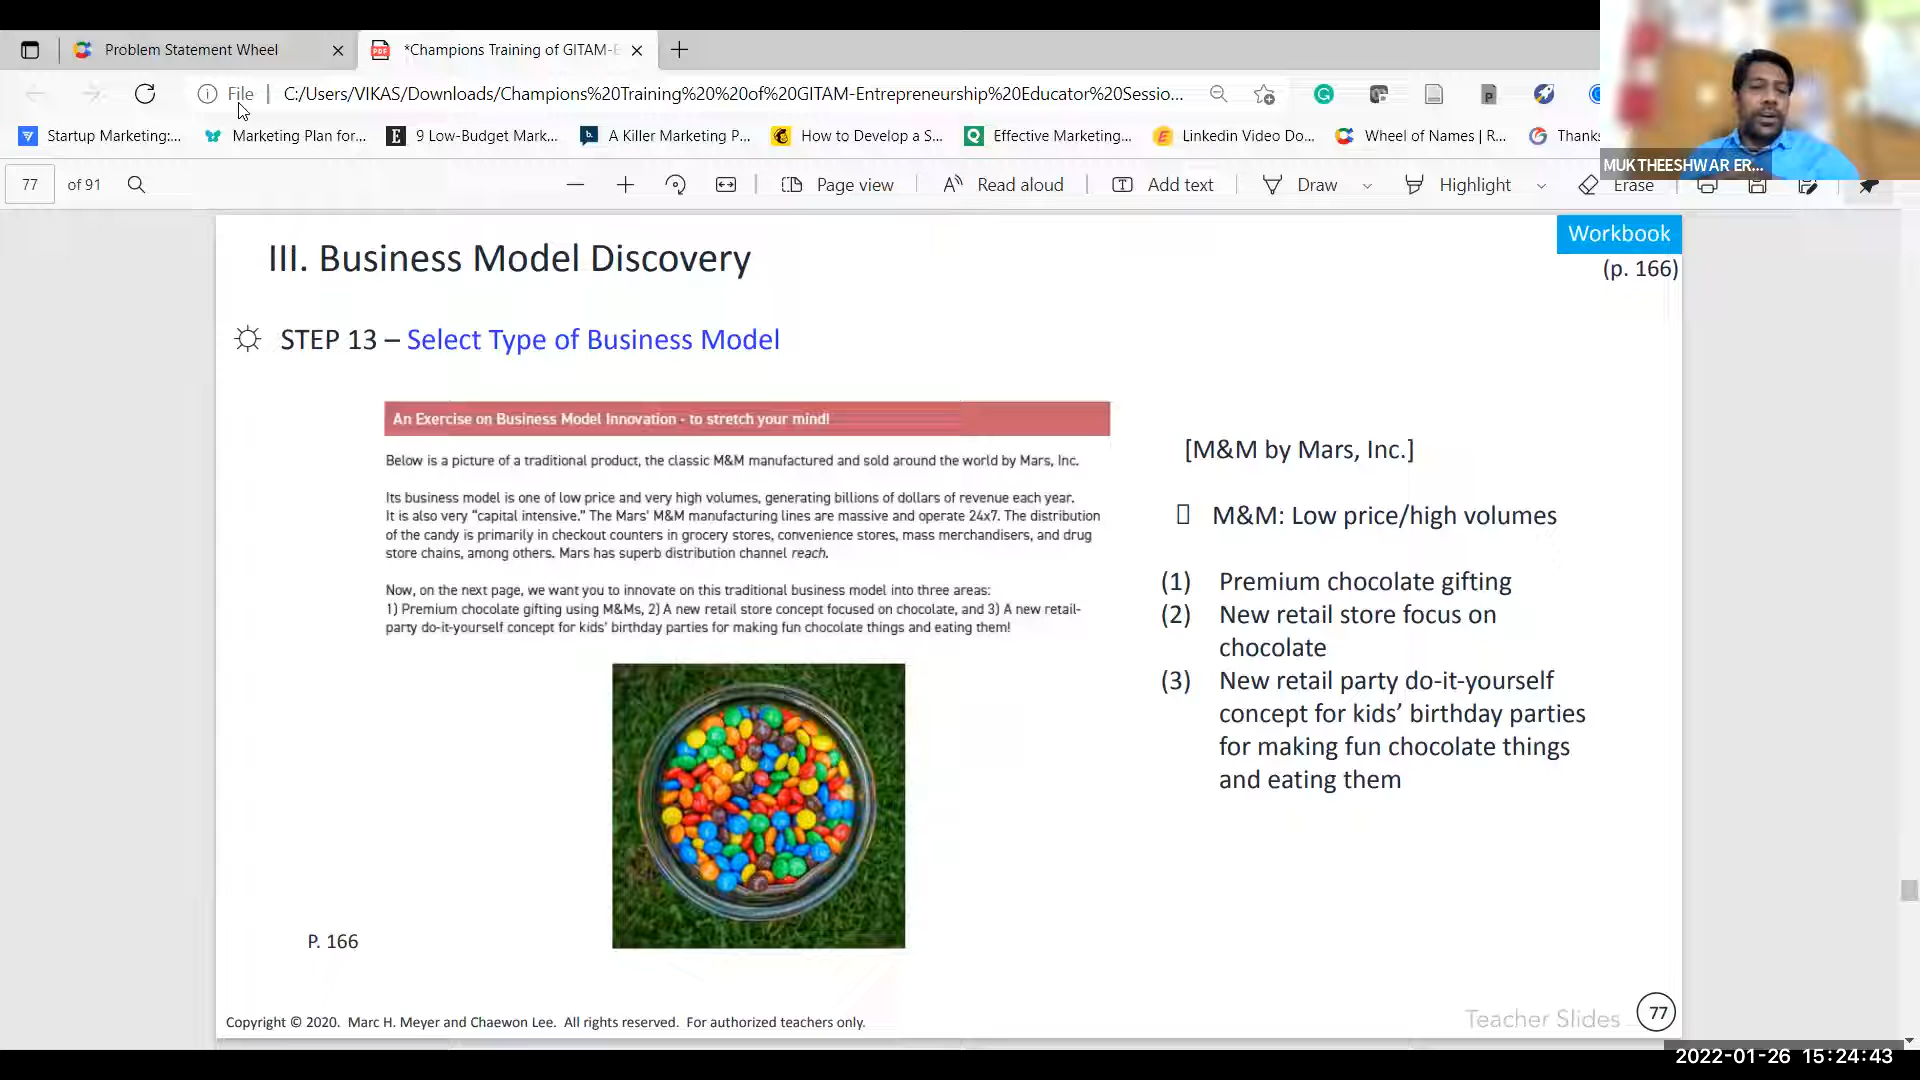 Problem Statement Wheel
*Champions Training of GITAM-E
File
C:/Users/VIKAS/Downloads/Champions%20Training%20%20of%20GITAM-Entrepreneurship%20Educator%20Sessio...
Startup Marketing:...
Marketing Plan for...
9 Low-Budget Mark...
A Killer Marketing P...
How to Develop a S...
Effective Marketing...
Linkedin Video Do...
Wheel of Names | R...
Thanks
MUKTHEESHWAR ER...
77 of 91
Page view
Read aloud
Add text
Draw
Highlight
Erase
III. Business Model Discovery
Workbook
(p. 166)
STEP 13 – Select Type of Business Model
An Exercise on Business Model Innovation - to stretch your mind!
Below is a picture of a traditional product, the classic M&M manufactured and sold around the world by Mars, Inc.
Its business model is one of low price and very high volumes, generating billions of dollars of revenue each year.
It is also very “capital intensive.” The Mars’ M&M manufacturing lines are massive and operate 24x7. The distribution
of the candy is primarily in checkout counters in grocery stores, convenience stores, mass merchandisers, and drug
store chains, among others. Mars has superb distribution channel reach.
Now, on the next page, we want you to innovate on this traditional business model into three areas:
1) Premium chocolate gifting using M&Ms, 2) A new retail store concept focused on chocolate, and 3) A new retail-
party do-it-yourself concept for kids’ birthday parties for making fun chocolate things and eating them!
[M&M by Mars, Inc.]
M&M: Low price/high volumes
(1) Premium chocolate gifting
(2) New retail store focus on
chocolate
(3) New retail party do-it-yourself
concept for kids’ birthday parties
for making fun chocolate things
and eating them
P. 166
Copyright © 2020. Marc H. Meyer and Chaewon Lee. All rights reserved. For authorized teachers only.
Teacher Slides
77
2022-01-26 15:24:43